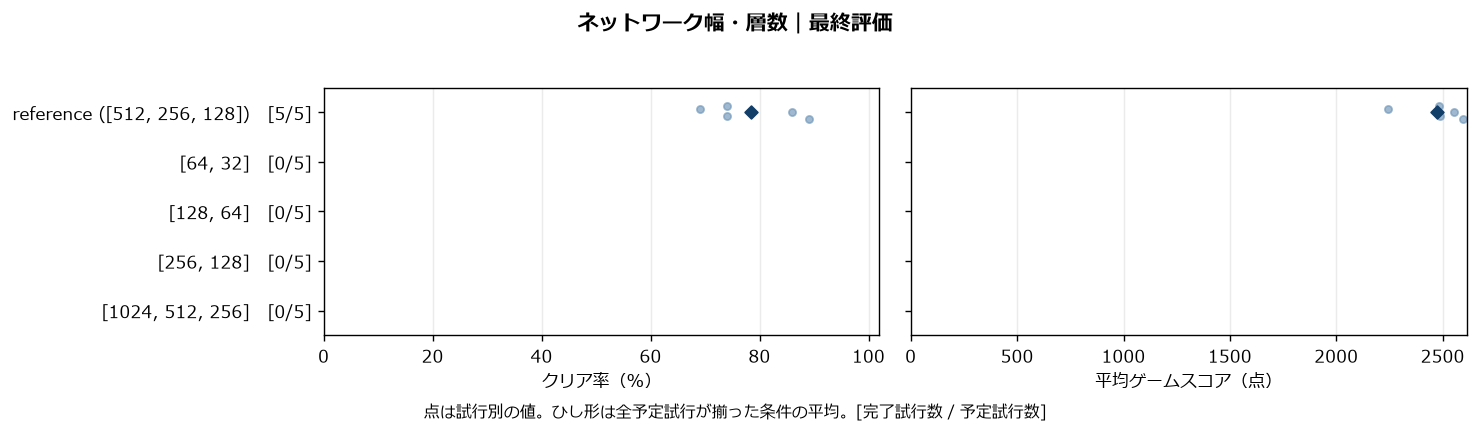 ネットワーク幅・層数｜最終評価
reference ([512, 256, 128]) [5/5]
[64, 32] [0/5]
[128, 64] [0/5]
[256, 128] [0/5]
[1024, 512, 256] [0/5]
0 20 40 60 80 100
0 500 1000 1500 2000 2500
クリア率（%）
平均ゲームスコア（点）
点は試行別の値。ひし形は全予定試行が揃った条件の平均。[完了試行数 / 予定試行数]